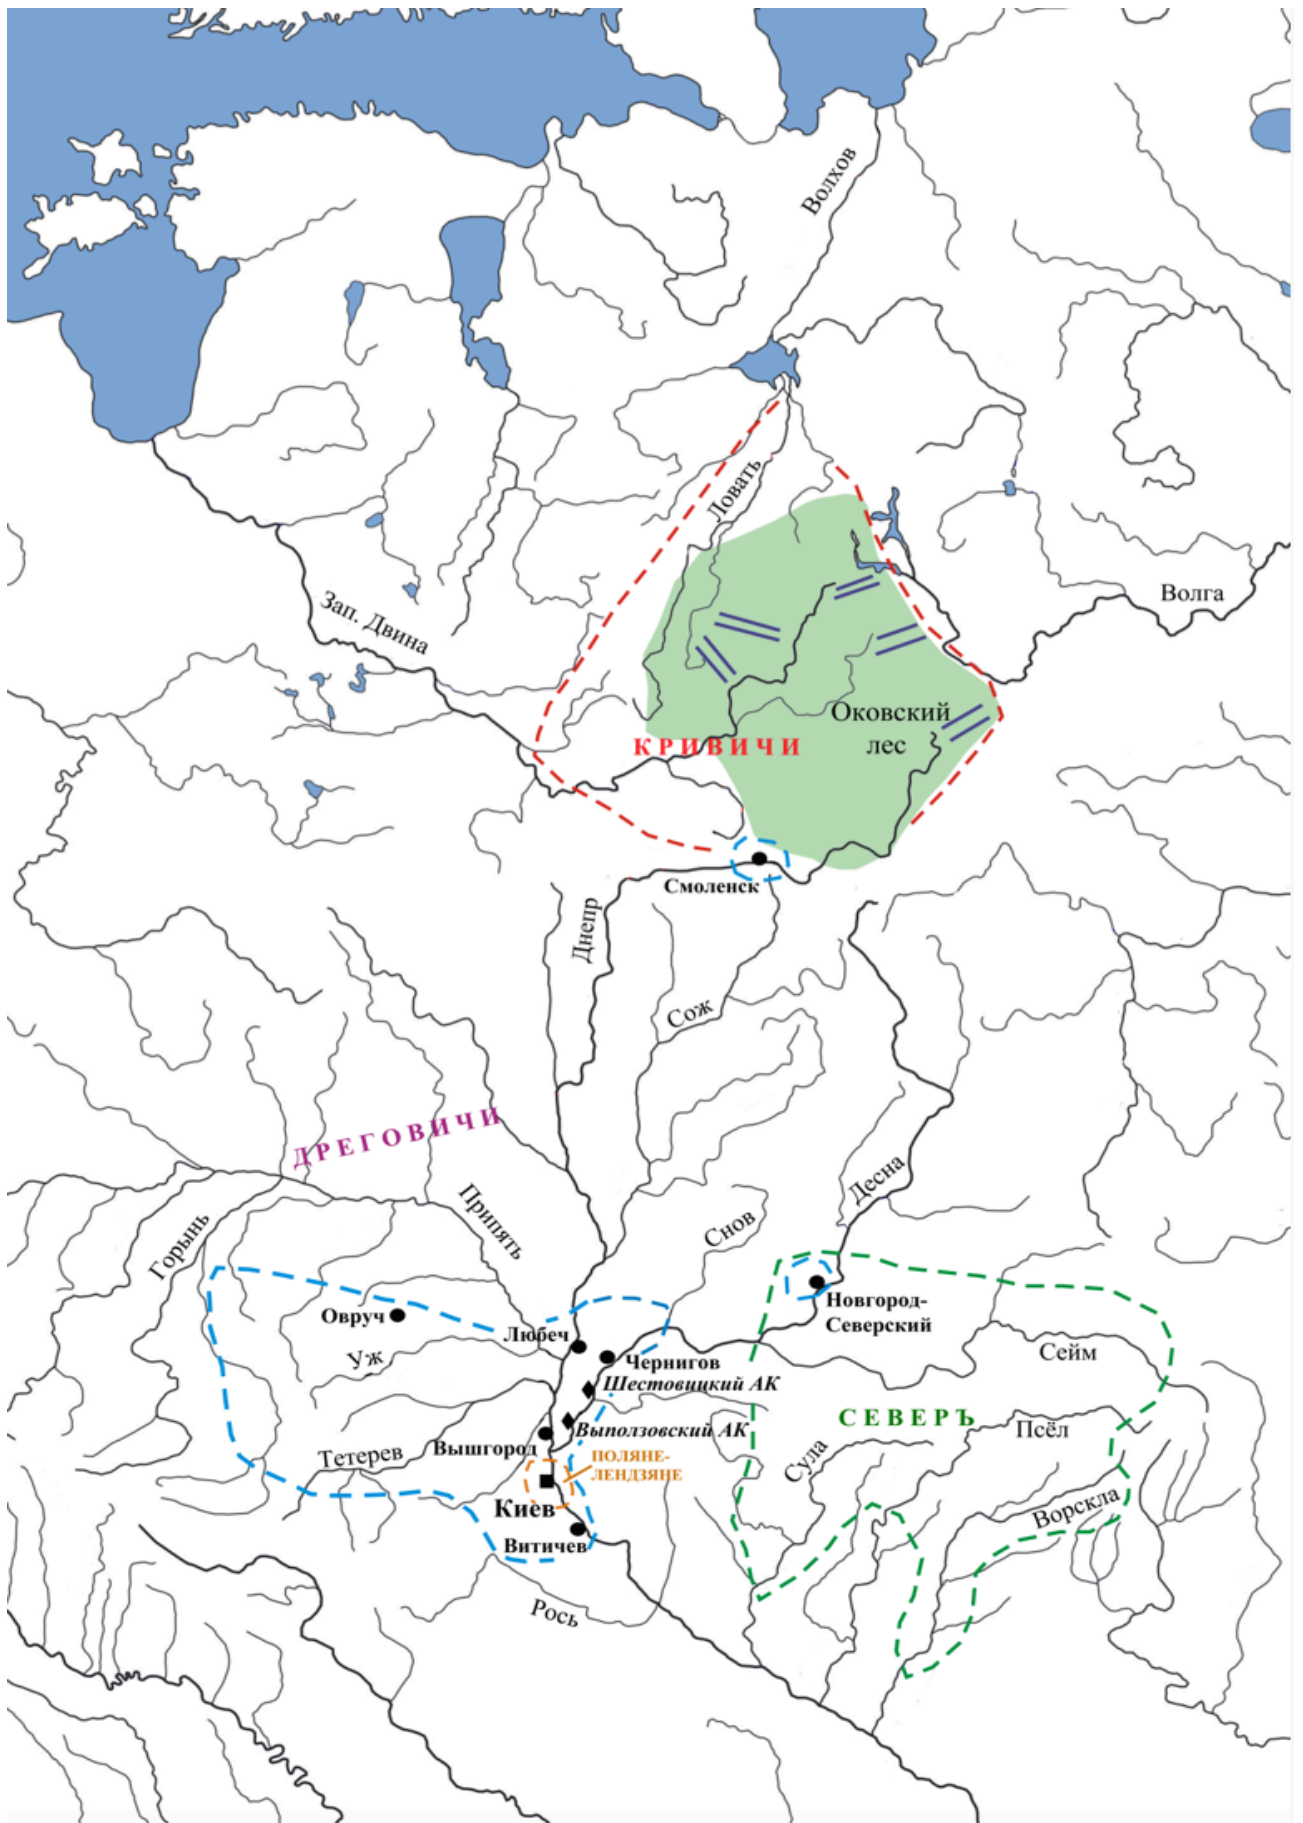 Волхов
Ловать
Волга
Зап. Двина
Оковский
лес
КРИВИЧИ
Смоленск
Днепр
Сож
ДРЕГОВИЧИ
Припять
Десна
Снов
Горынь
Новгород-
Северский
Овруч
Любеч
Уж
Чернигов
Сейм
Шестовицкий АК
СЕВЕРЪ
Псёл
Выползовский АК
Вышгород
Тетерев
Сула
ПОЛЯНЕ-
ЛЕНДЗЯНЕ
Киев
Ворскла
Витичев
Рось